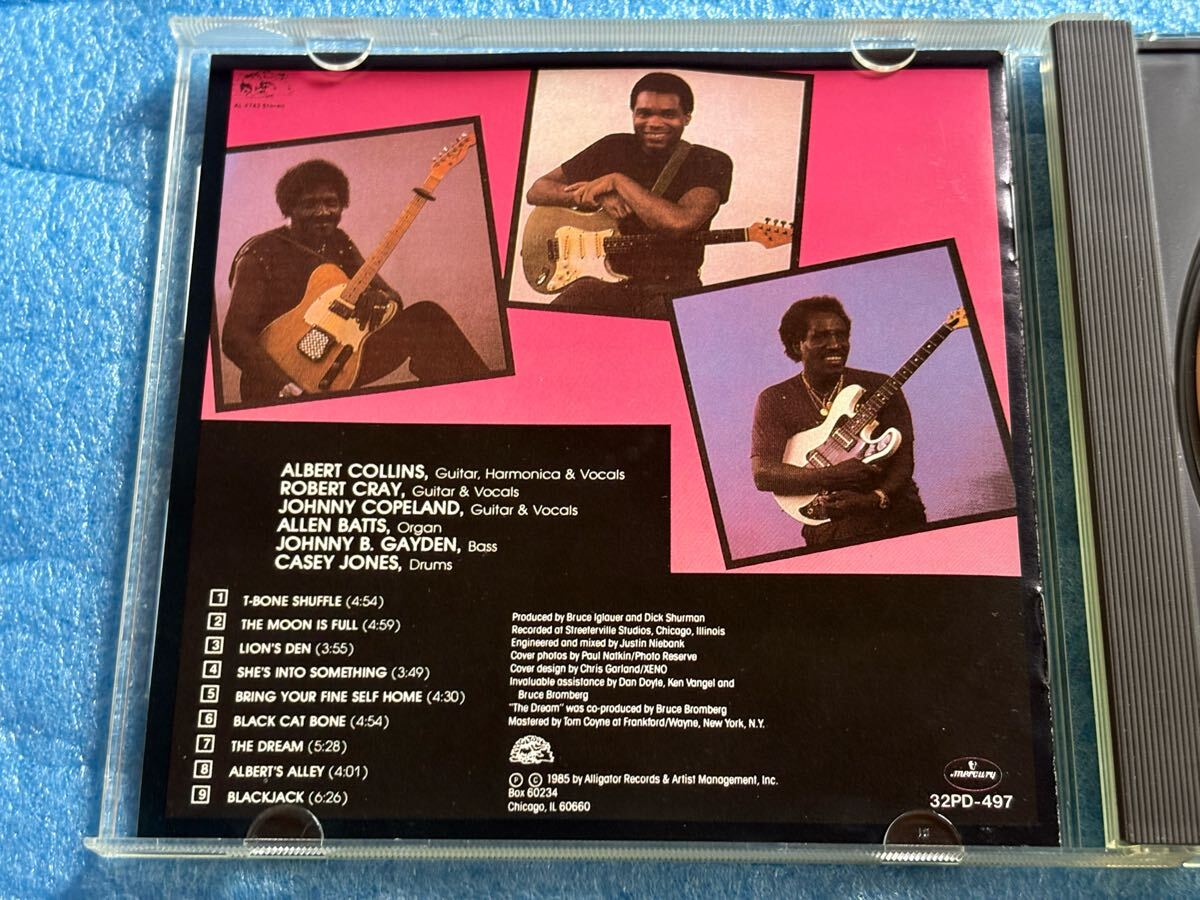 AL 4743 Stereo
ALBERT COLLINS, Guitar, Harmonica & Vocals
ROBERT CRAY, Guitar & Vocals
JOHNNY COPELAND, Guitar & Vocals
ALLEN BATTS, Organ
JOHNNY B. GAYDEN, Bass
CASEY JONES, Drums
1 T-BONE SHUFFLE (4:54)
2 THE MOON IS FULL (4:59)
3 LION'S DEN (3:55)
4 SHE'S INTO SOMETHING (3:49)
5 BRING YOUR FINE SELF HOME (4:30)
6 BLACK CAT BONE (4:54)
7 THE DREAM (5:28)
8 ALBERT'S ALLEY (4:01)
9 BLACKJACK (6:26)
Produced by Bruce Iglauer and Dick Shurman
Recorded at Streeterville Studios, Chicago, Illinois
Engineered and mixed by Justin Niebank
Cover photos by Paul Natkin/Photo Reserve
Cover design by Chris Garland/XENO
Invaluable assistance by Dan Doyle, Ken Vangel and
Bruce Bromberg
"The Dream" was co-produced by Bruce Bromberg
Mastered by Tom Coyne at Frankford/Wayne, New York, N.Y.
Ⓟ © 1985 by Alligator Records & Artist Management, Inc.
Box 60234
Chicago, IL 60660
mercury
32PD-497